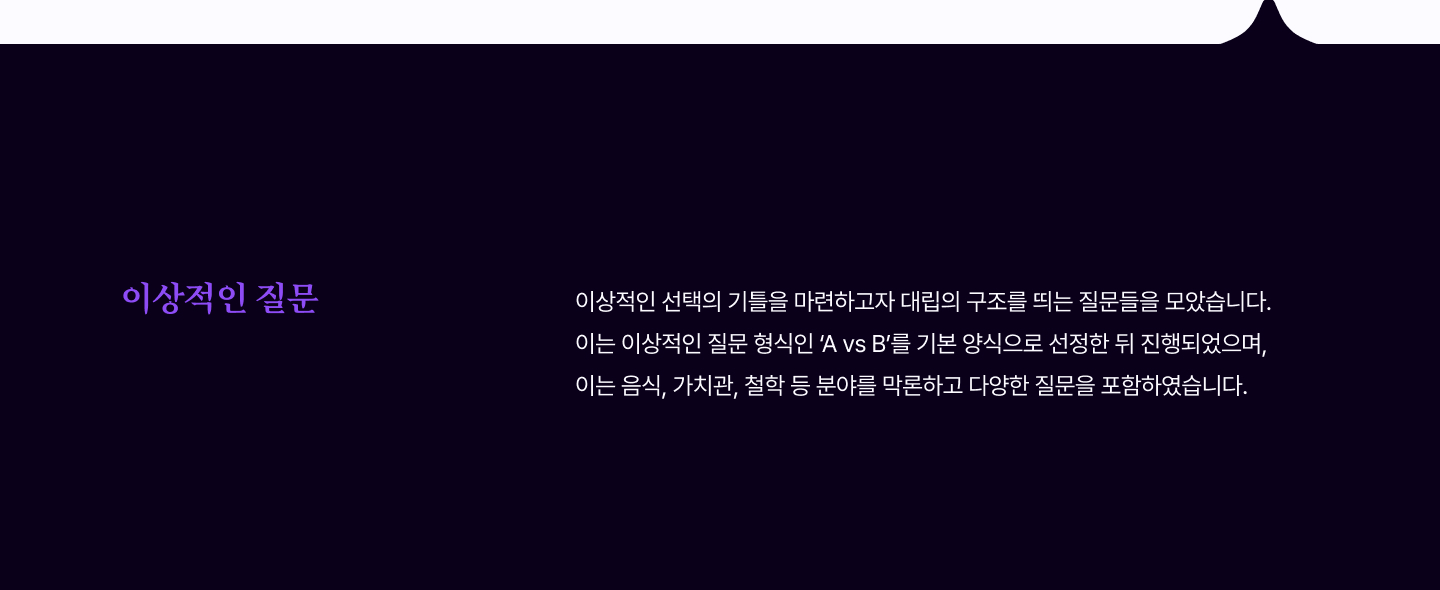 이상적인 질문
이상적인 선택의 기틀을 마련하고자 대립의 구조를 띄는 질문들을 모았습니다.
이는 이상적인 질문 형식인 ‘A vs B’를 기본 양식으로 선정한 뒤 진행되었으며,
이는 음식, 가치관, 철학 등 분야를 막론하고 다양한 질문을 포함하였습니다.